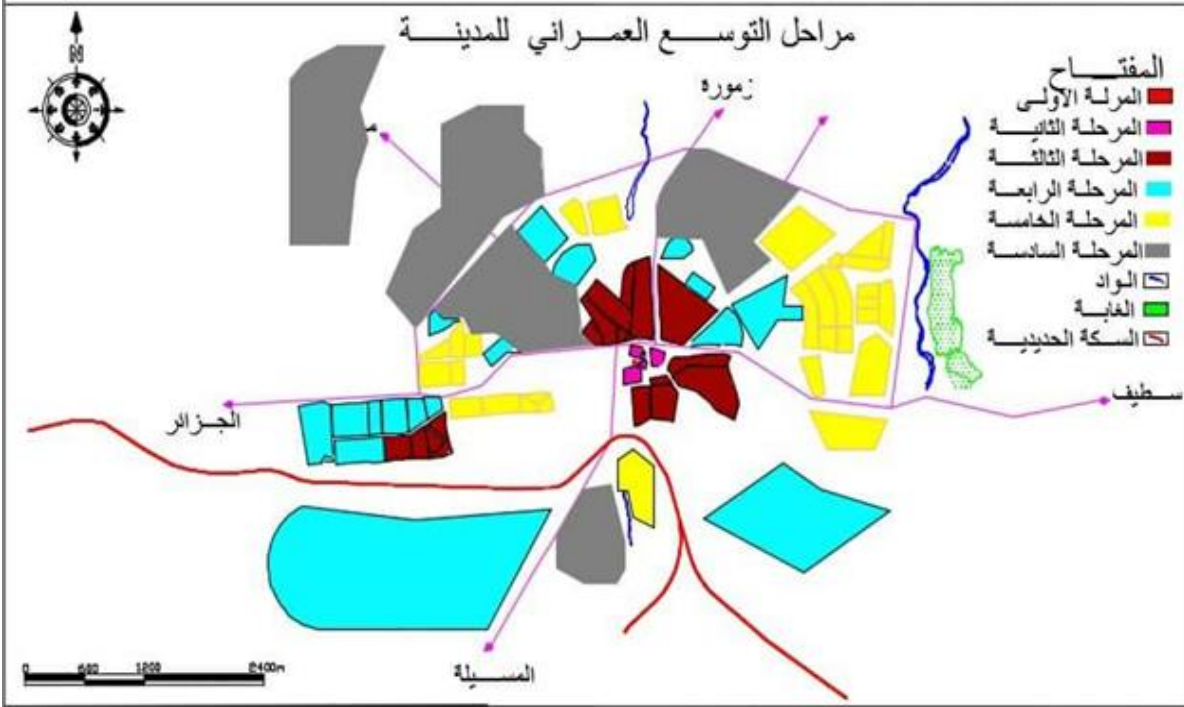 مراحل التوسع العمراني للمدينة
N
المفتاح
المرلة الاولى
المرحلة الثانية
المرحلة الثالثة
المرحلة الرابعة
المرحلة الخامسة
المرحلة السادسة
الواد
الغابة
السكة الحديدية
زمورة
سطيف
الجزائر
المسيلة
0 600 1200 2400m